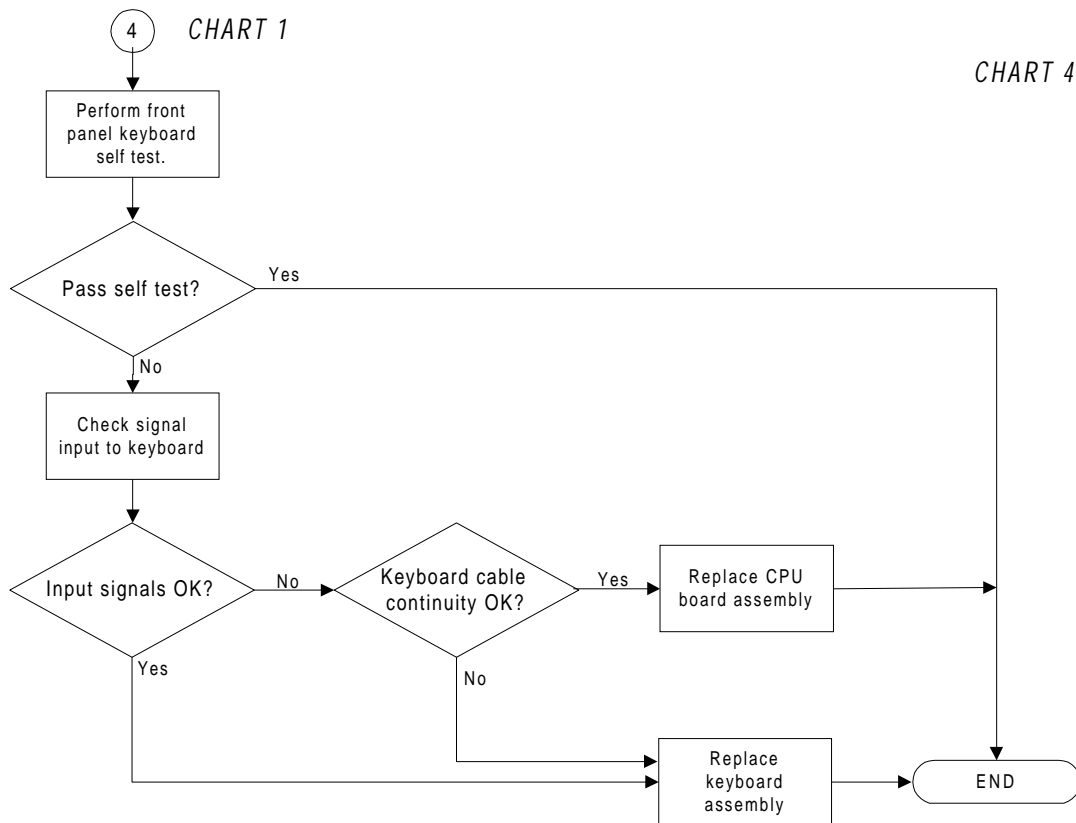 4
CHART 1
CHART 4
Perform front
panel keyboard
self test.
Pass self test?
Yes
No
Check signal
input to keyboard
Input signals OK?
No
Keyboard cable
continuity OK?
Yes
Replace CPU
board assembly
Yes
No
Replace
keyboard
assembly
END